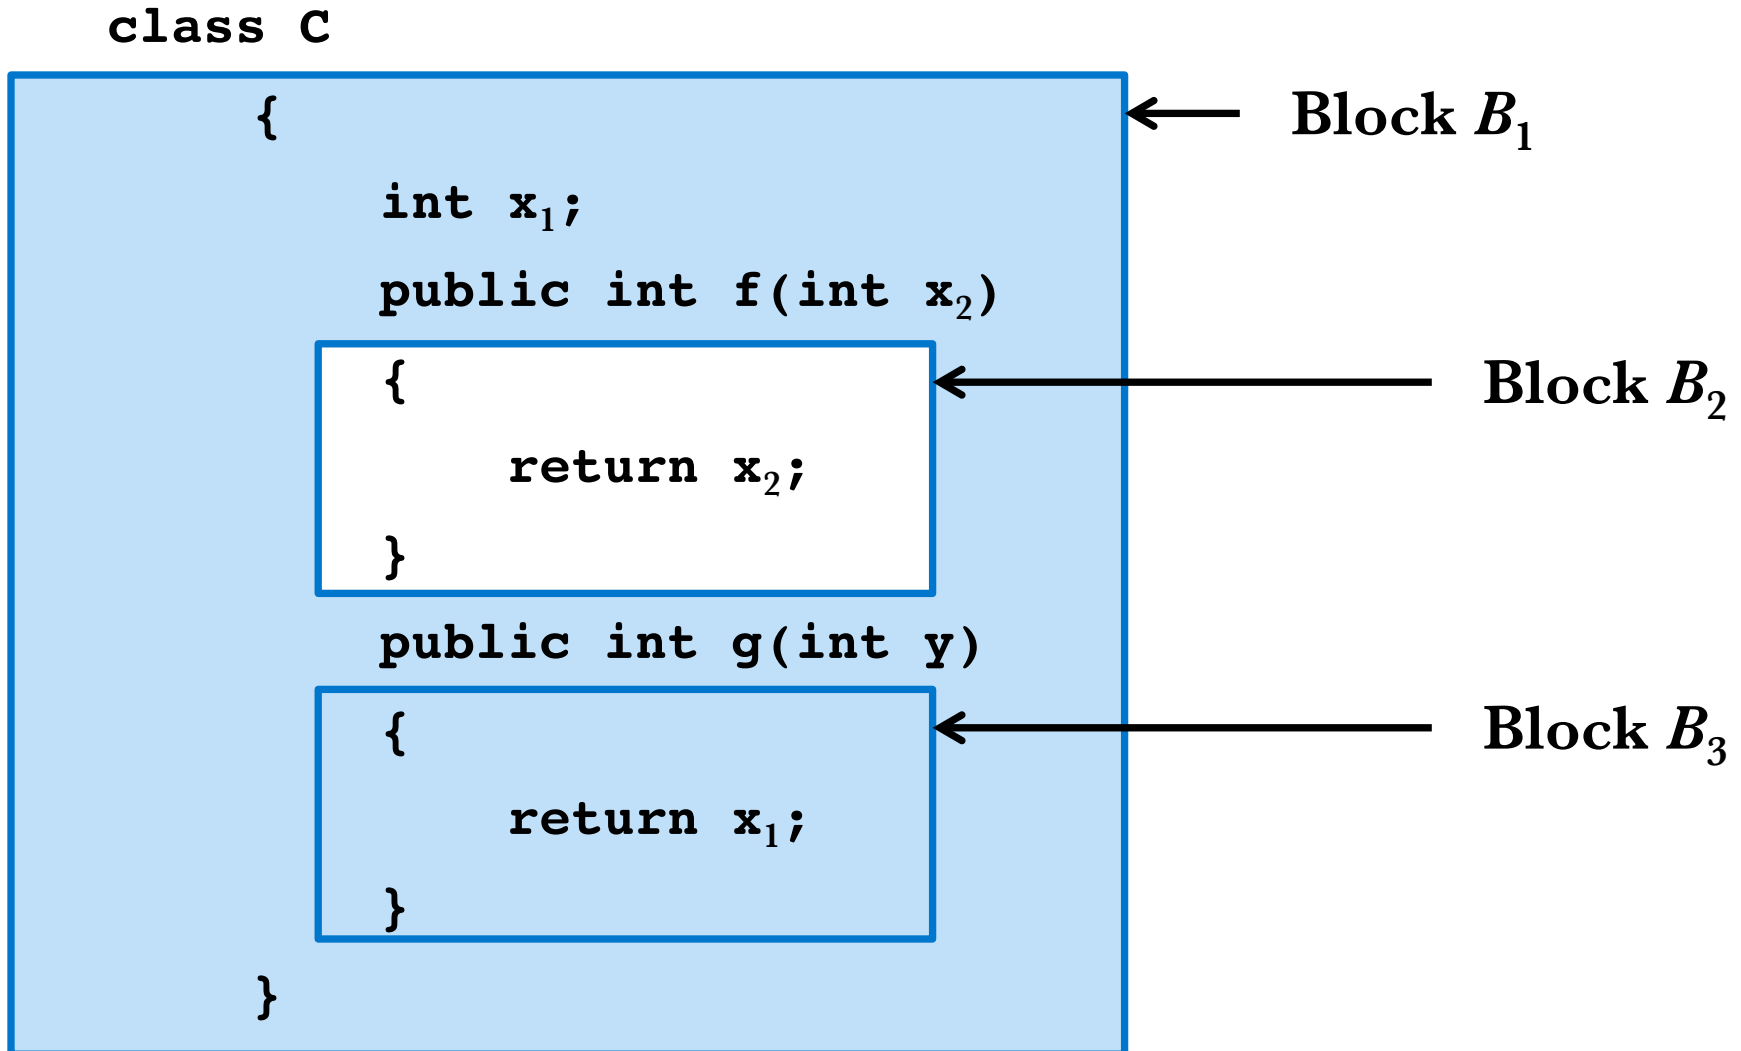 class C
{ Block B₁
int x₁;
public int f(int x₂)
{ Block B₂
return x₂;
}
public int g(int y)
{ Block B₃
return x₁;
}
}